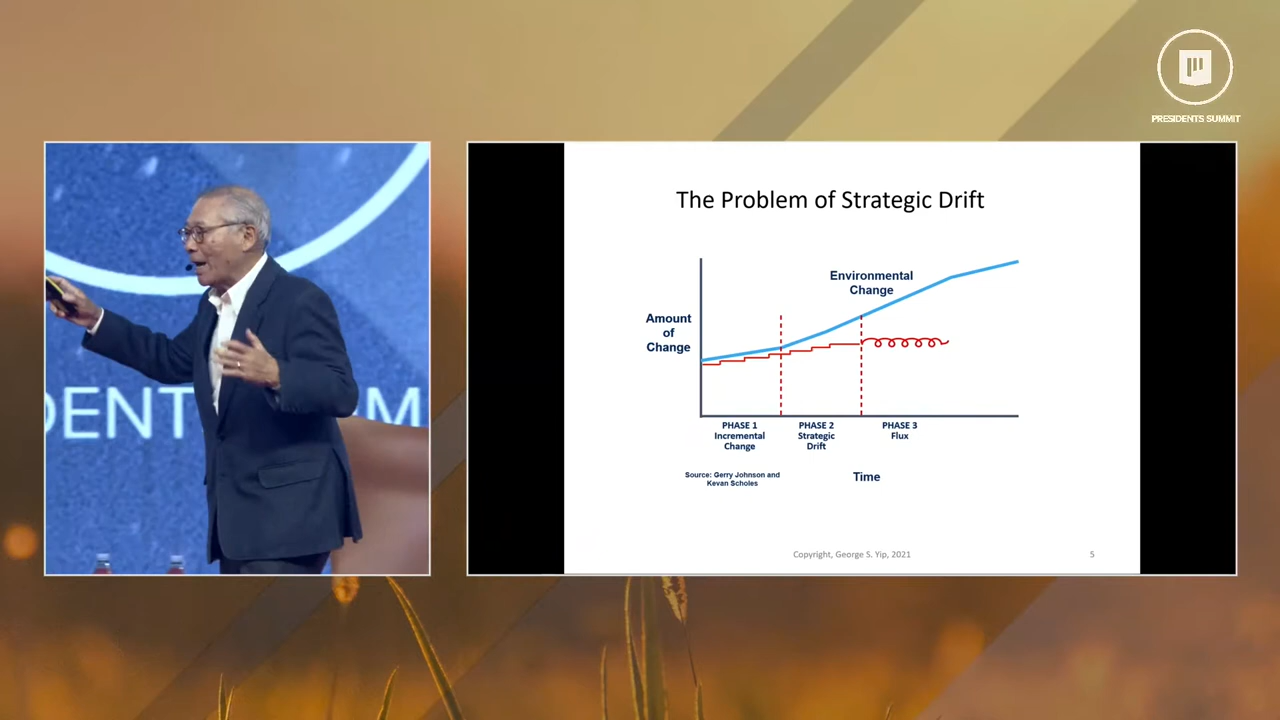 PRESIDENTS SUMMIT
DENT
M
The Problem of Strategic Drift
Environmental
Change
Amount
of
Change
PHASE 1
Incremental
Change
PHASE 2
Strategic
Drift
PHASE 3
Flux
Source: Gerry Johnson and
Kevan Scholes
Time
Copyright, George S. Yip, 2021
5